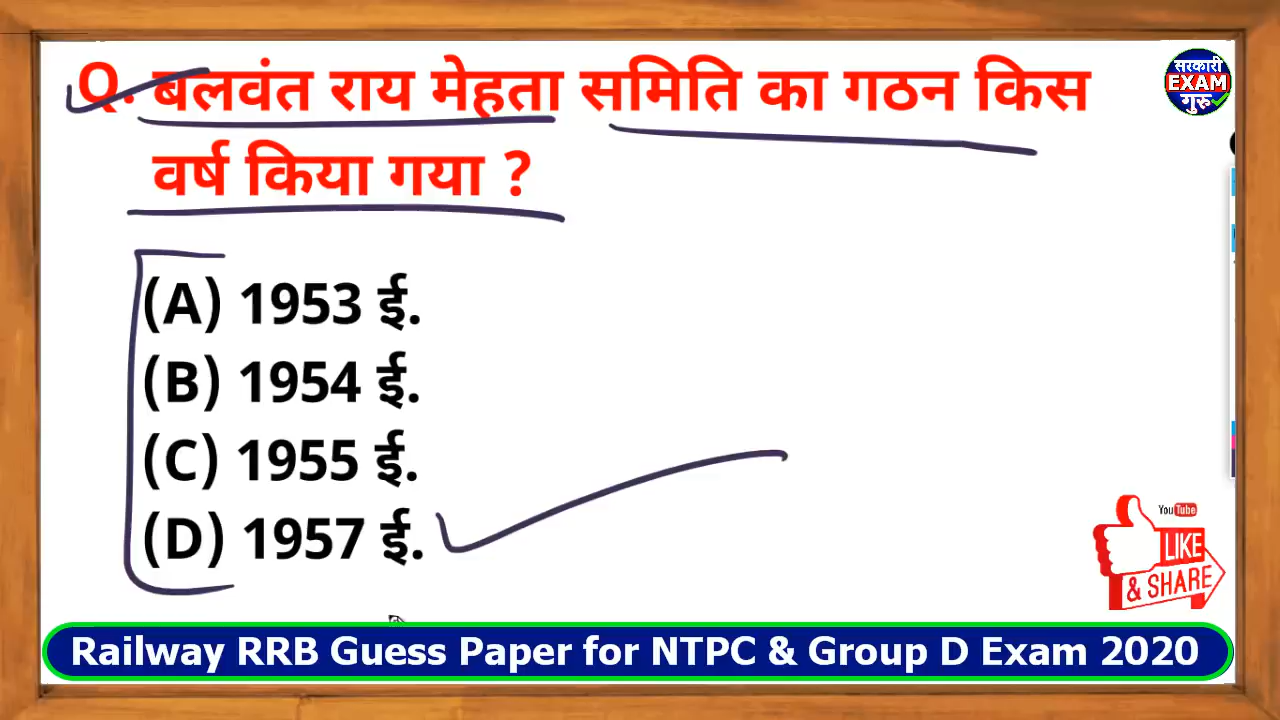 Q. बलवंत राय मेहता समिति का गठन किस
वर्ष किया गया ?
(A) 1953 ई.
(B) 1954 ई.
(C) 1955 ई.
(D) 1957 ई.
सरकारी
EXAM
गुरु
YouTube
LIKE
& SHARE
Railway RRB Guess Paper for NTPC & Group D Exam 2020